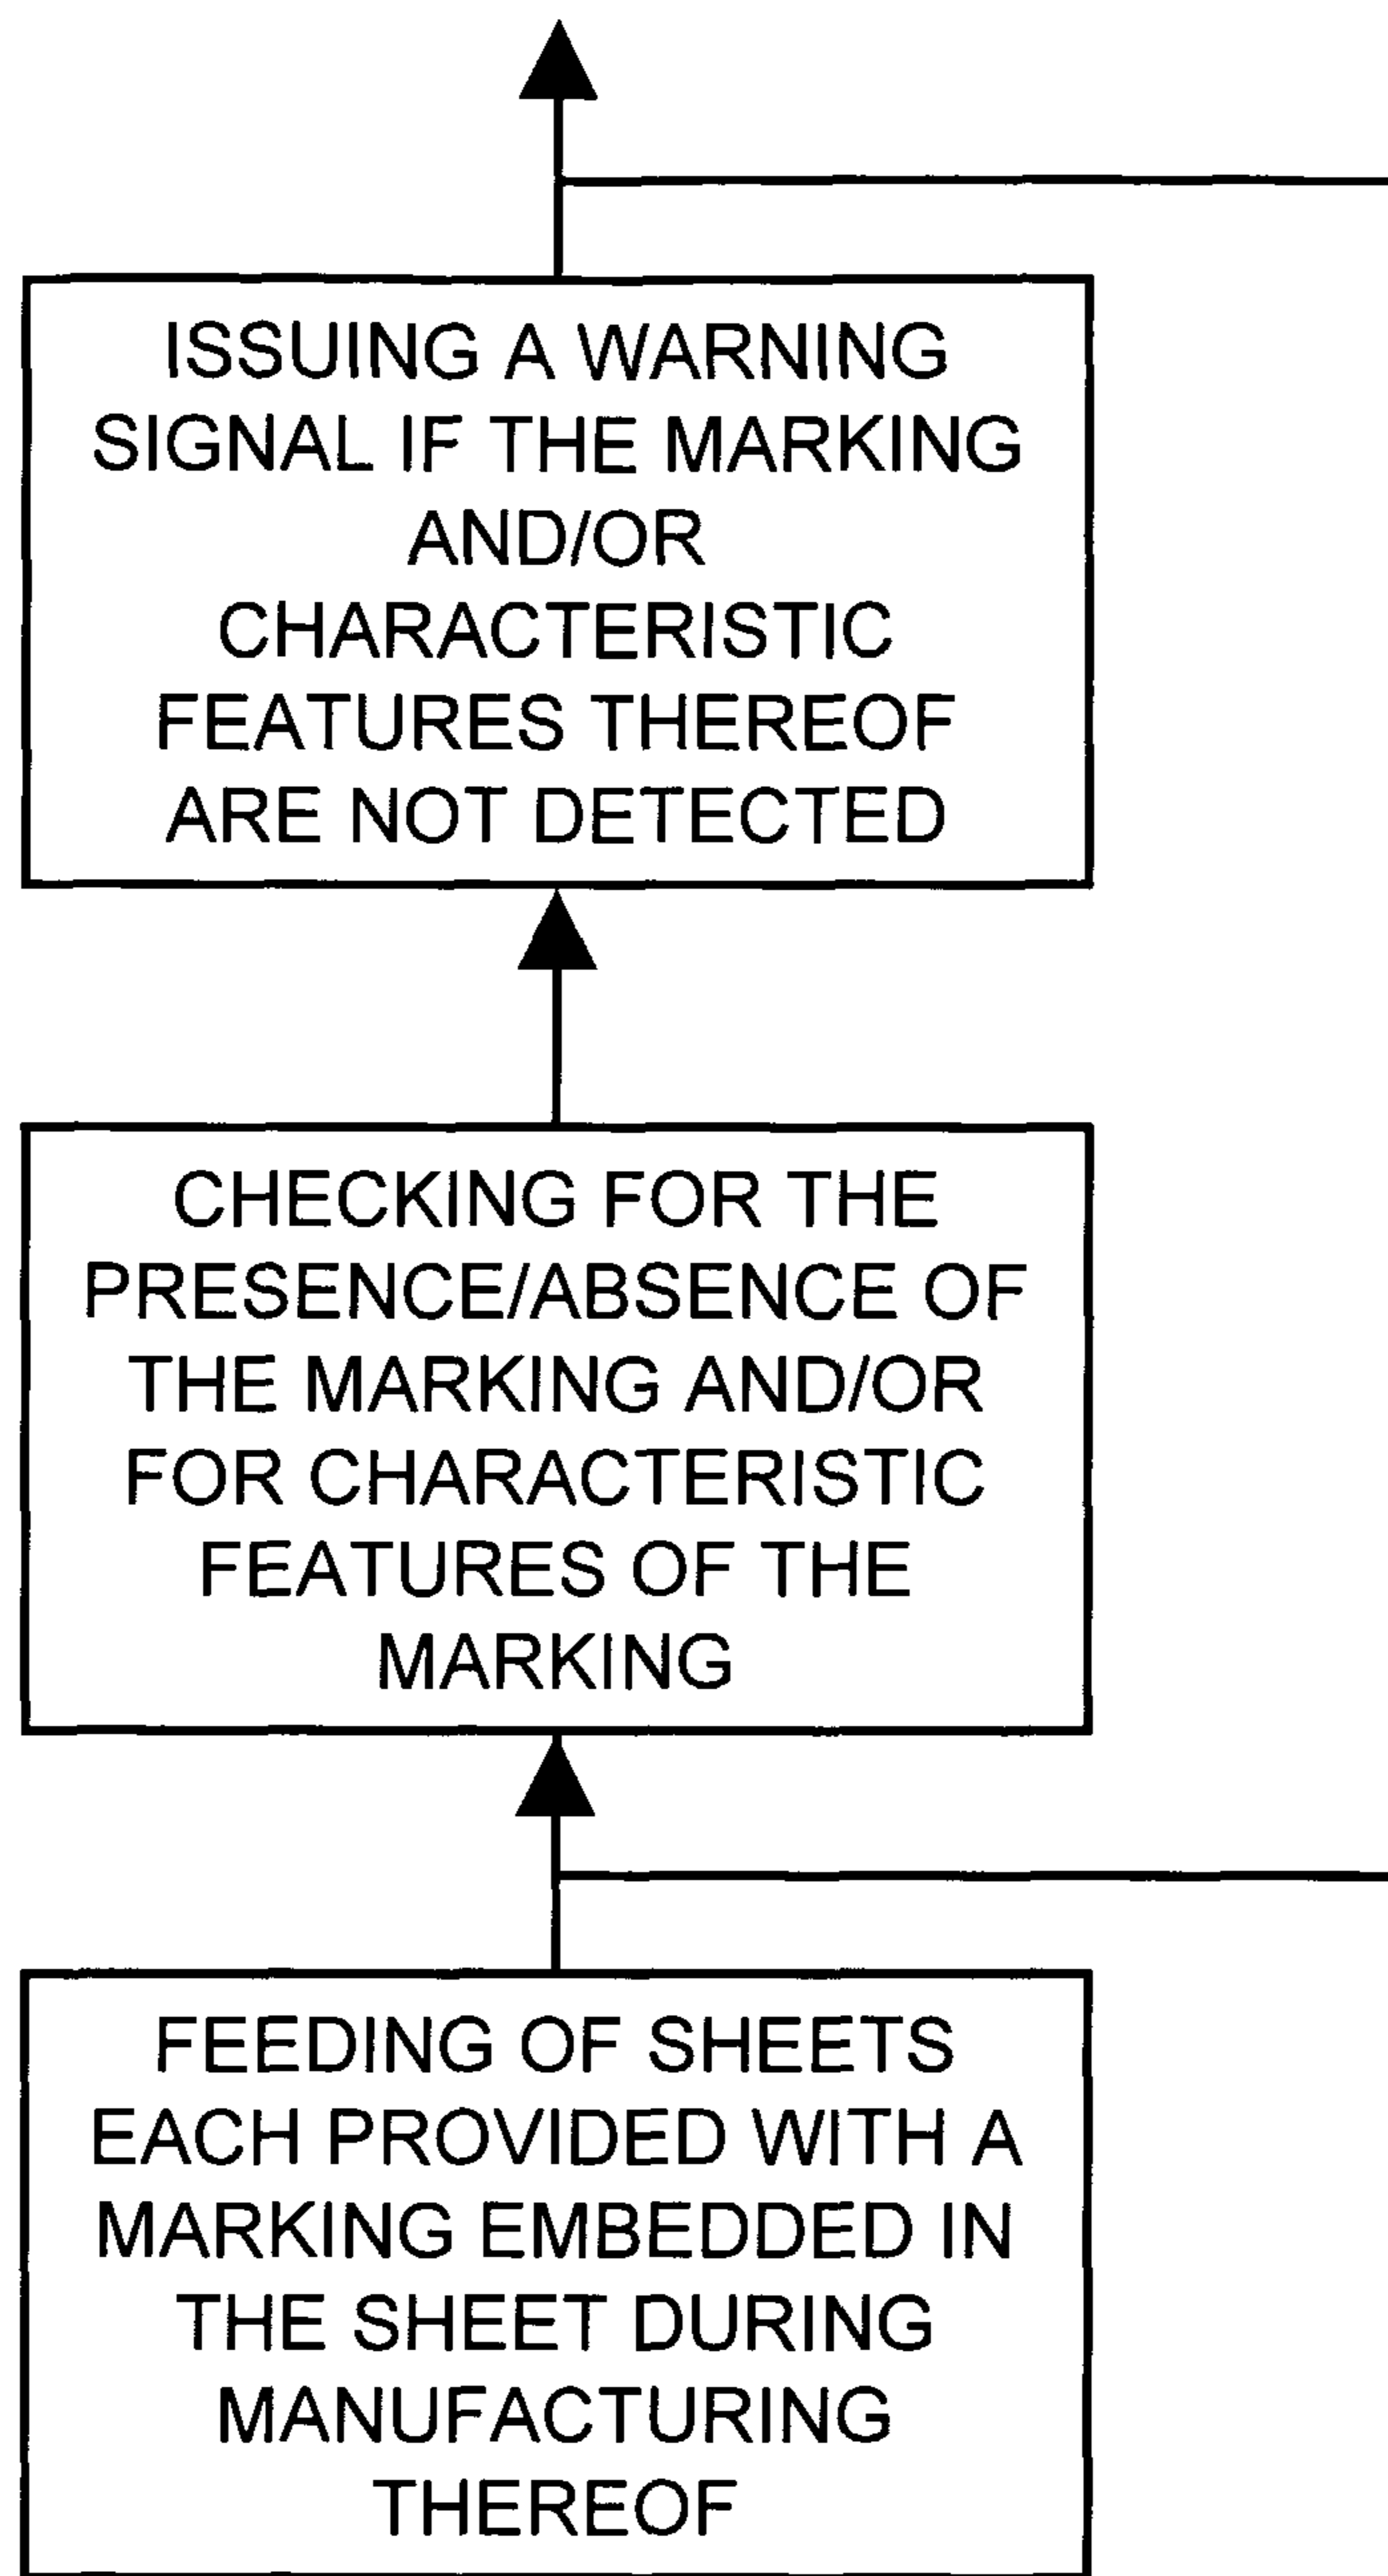 ISSUING A WARNING
SIGNAL IF THE MARKING
AND/OR
CHARACTERISTIC
FEATURES THEREOF
ARE NOT DETECTED
CHECKING FOR THE
PRESENCE/ABSENCE OF
THE MARKING AND/OR
FOR CHARACTERISTIC
FEATURES OF THE
MARKING
FEEDING OF SHEETS
EACH PROVIDED WITH A
MARKING EMBEDDED IN
THE SHEET DURING
MANUFACTURING
THEREOF